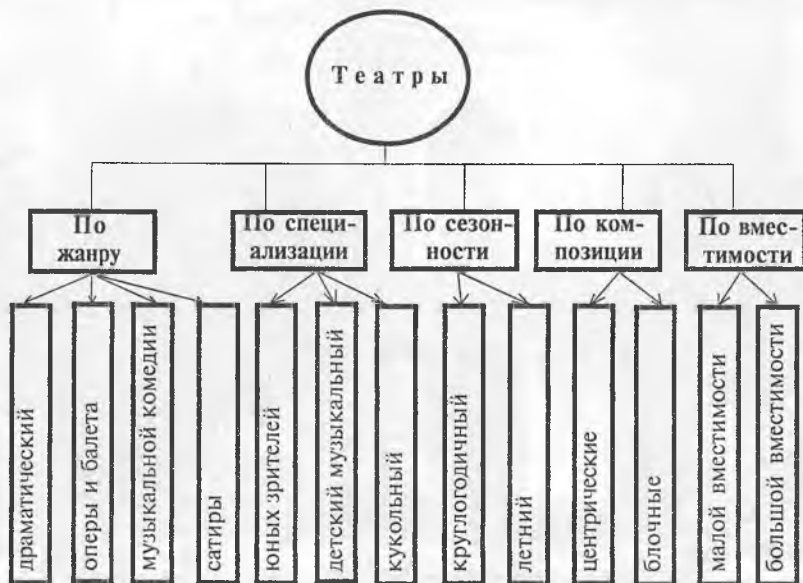 Театры
По
жанру
По специ-
ализации
По сезон-
ности
По ком-
позиции
По вмес-
тимости
драматический
оперы и балета
музыкальной комедии
сатиры
юных зрителей
детский музыкальный
кукольный
круглогодичный
летний
центрические
блочные
малой вместимости
большой вместимости